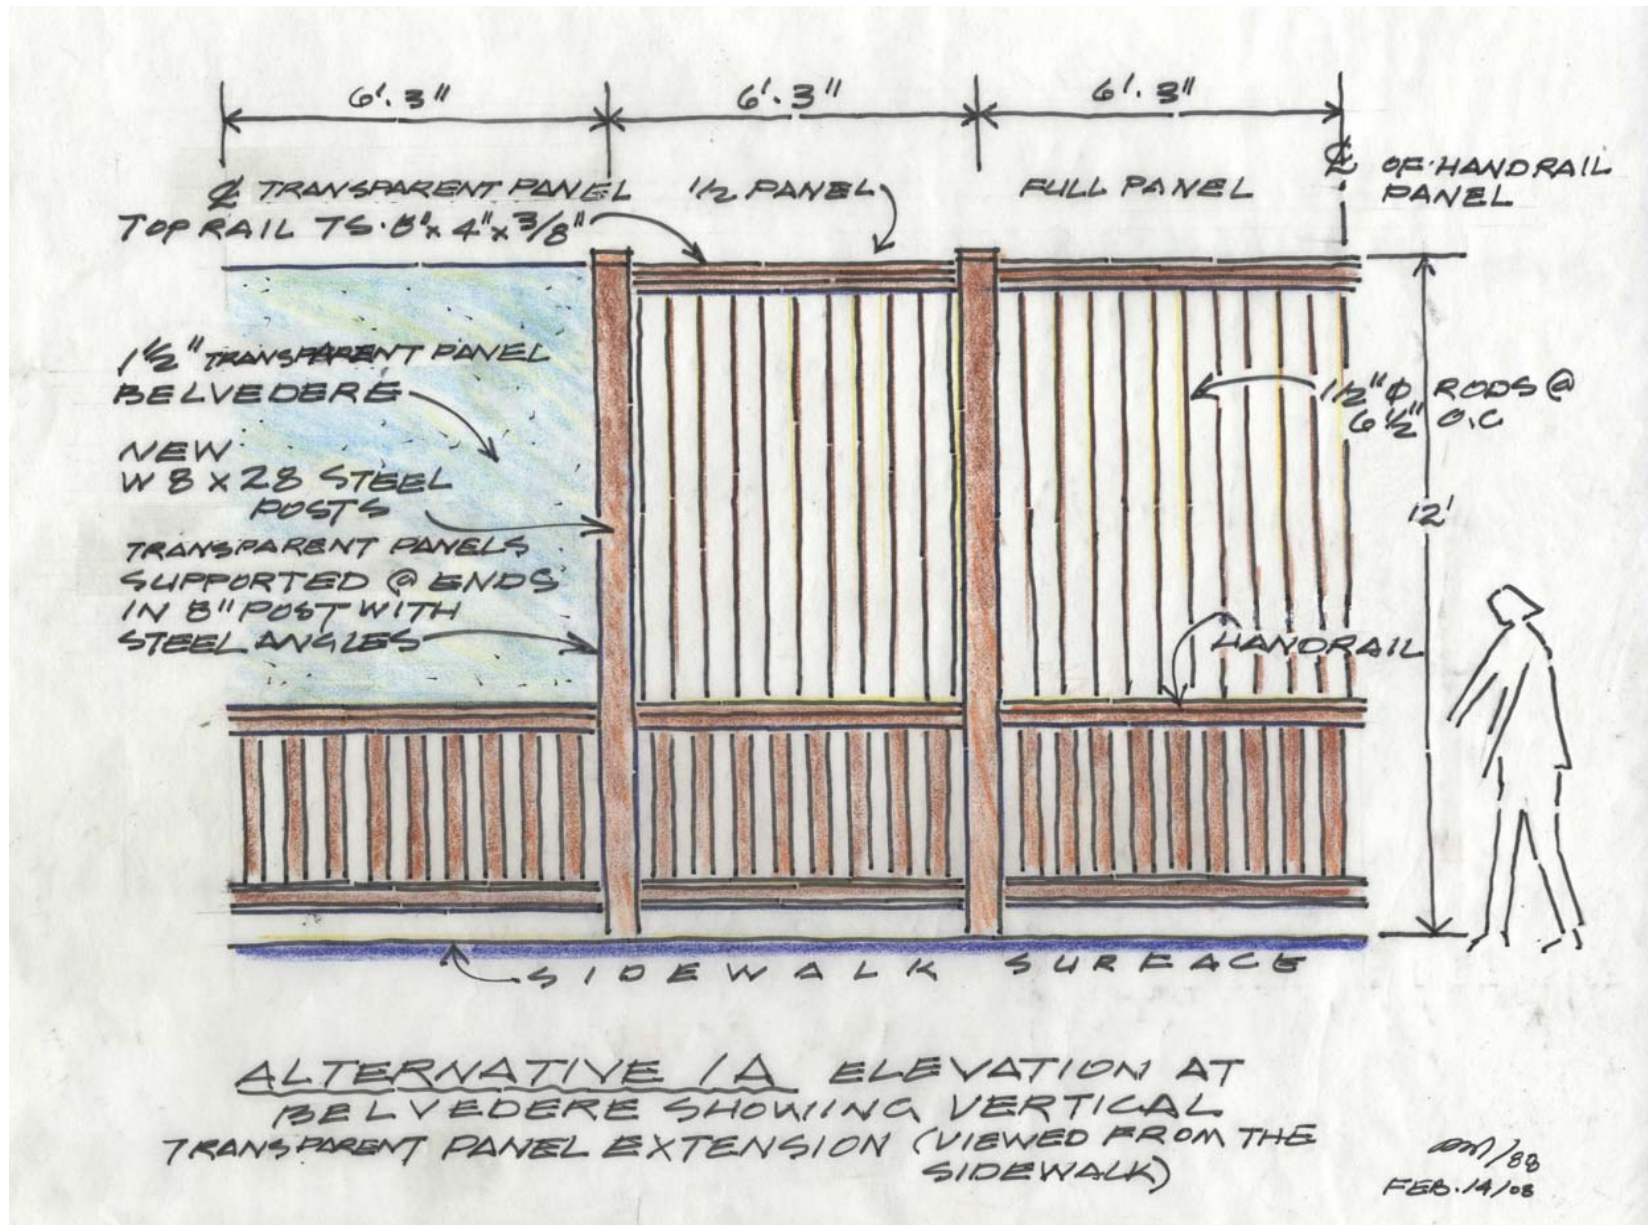 6'·3" 6'·3" 6'·3"
℄ TRANSPARENT PANEL 1/2 PANEL FULL PANEL ℄ OF HANDRAIL
PANEL
TOP RAIL TS·8"x 4"x 3/8"
1 1/2" TRANSPARENT PANEL
BELVEDERE
NEW
W 8 X 28 STEEL
POSTS
TRANSPARENT PANELS
SUPPORTED @ ENDS
IN 8" POST WITH
STEEL ANGLES
1 1/2" ϕ RODS @
6 1/2" O.C
12'
HANDRAIL
SIDEWALK SURFACE
ALTERNATIVE 1A ELEVATION AT
BELVEDERE SHOWING VERTICAL
TRANSPARENT PANEL EXTENSION (VIEWED FROM THE
SIDEWALK)
FEB.14/08